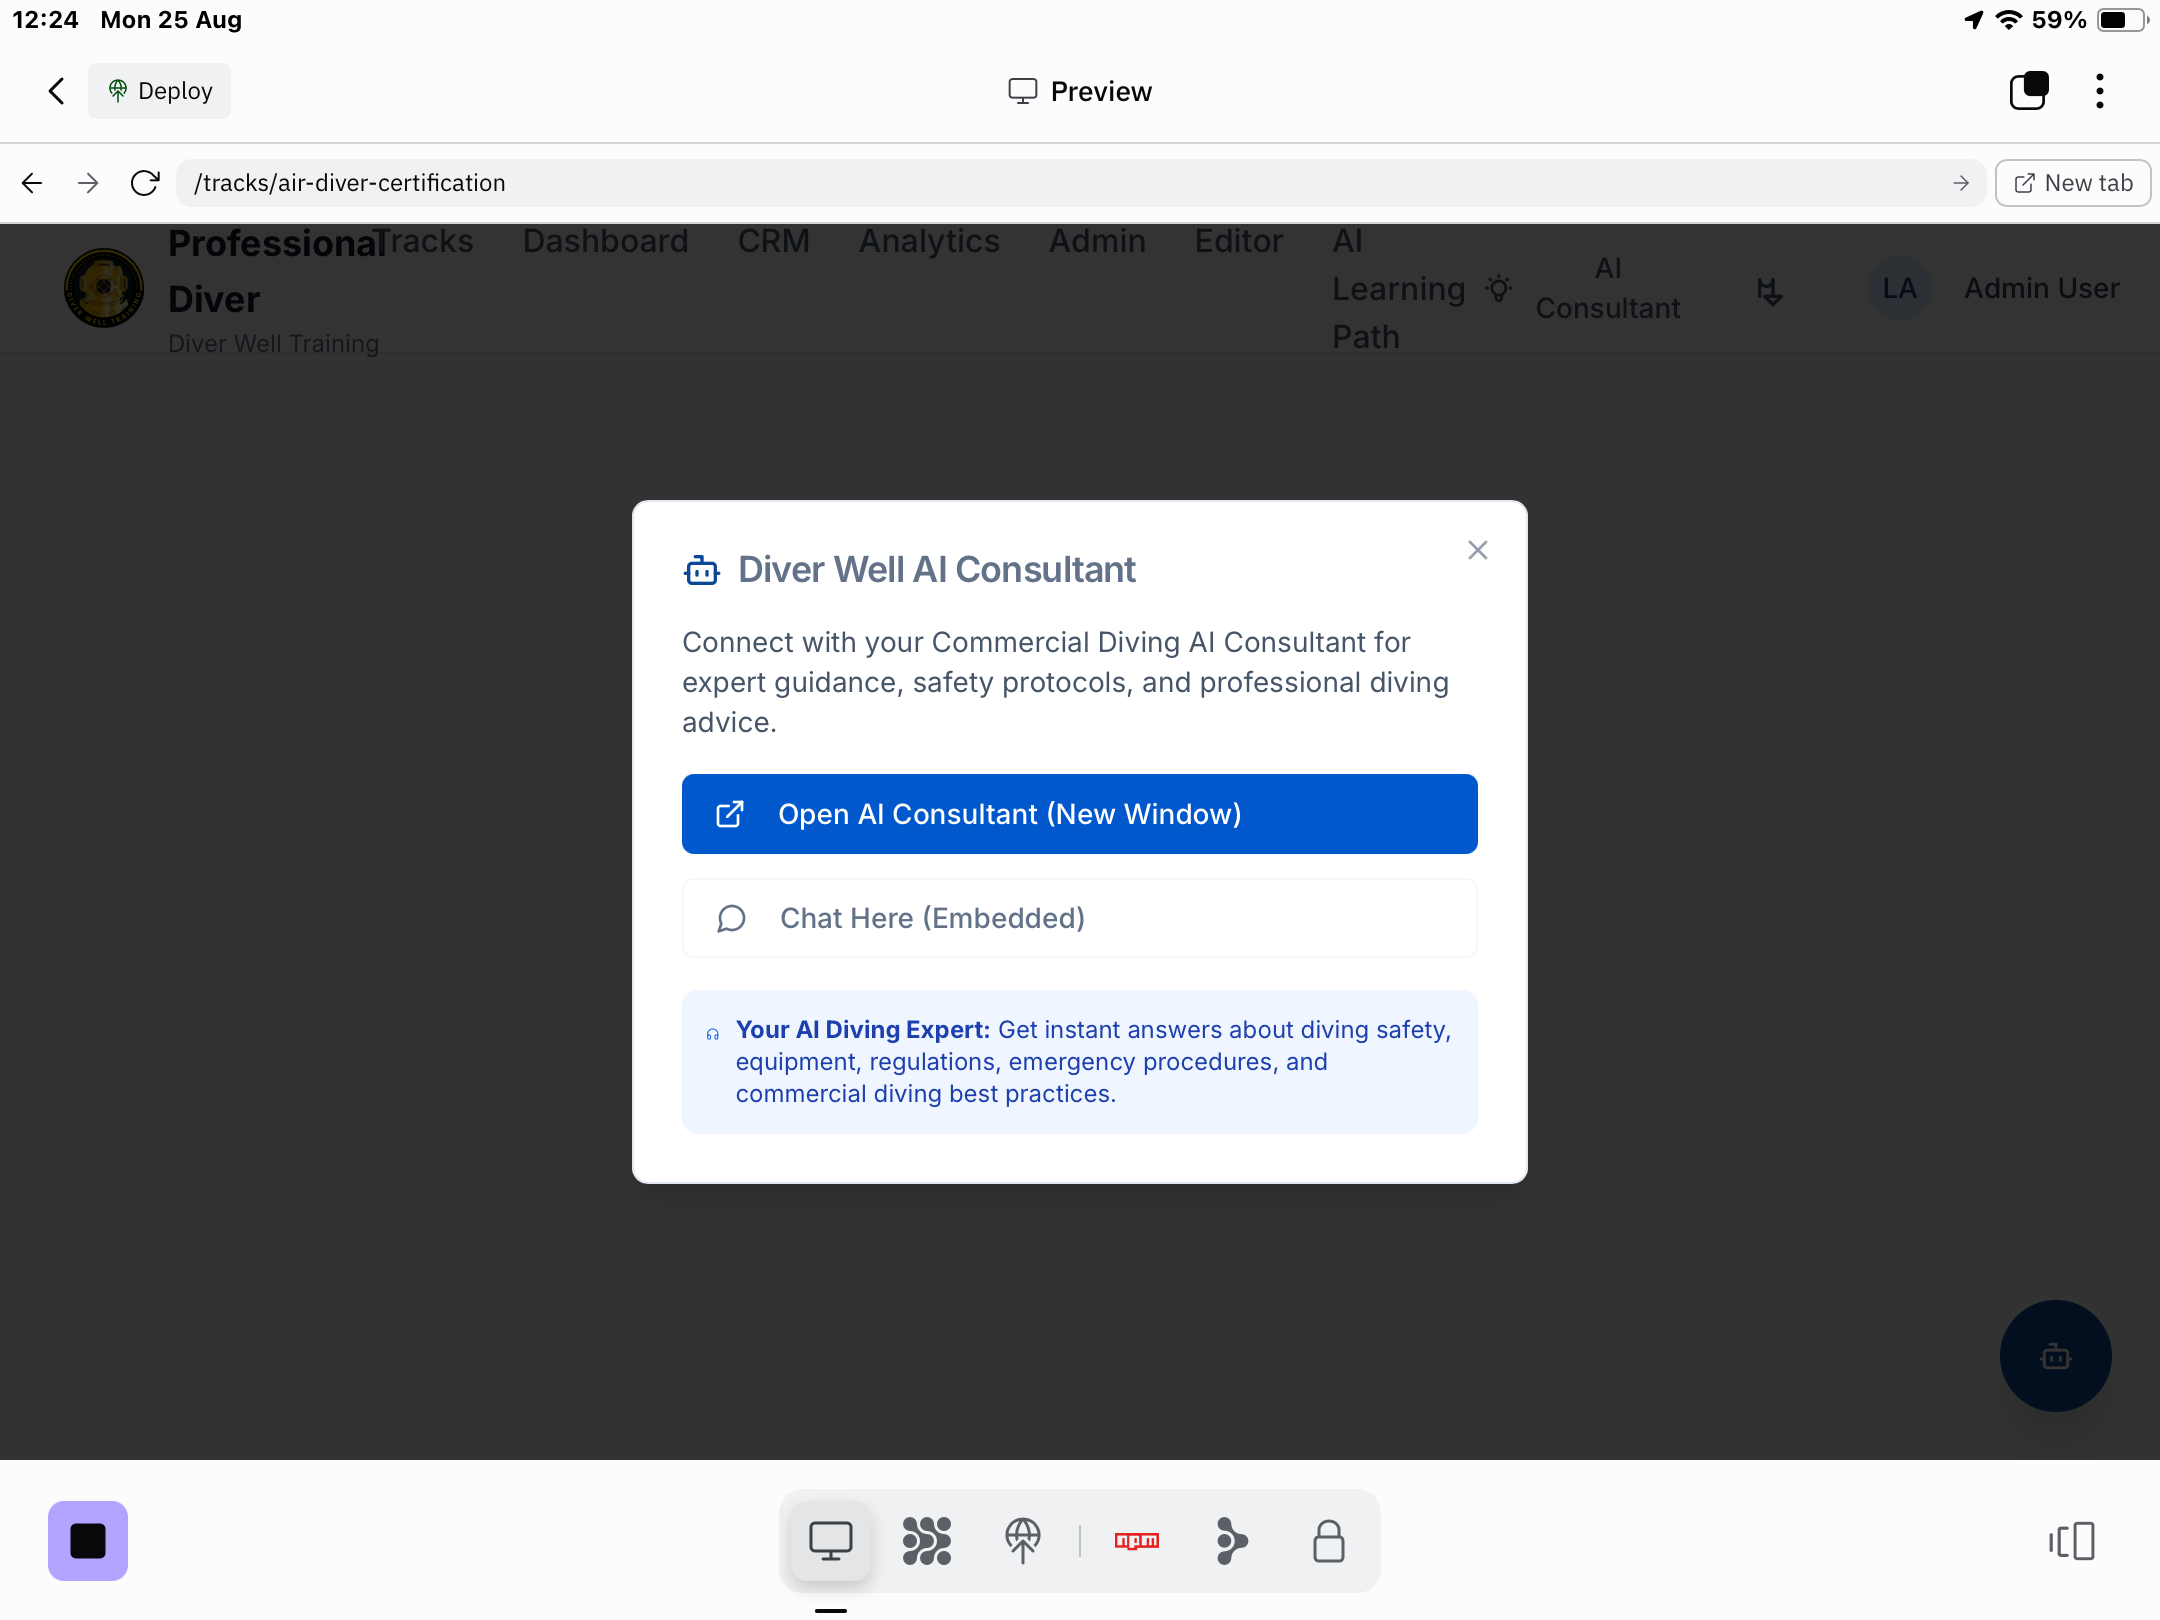 12:24 Mon 25 Aug
59%
Deploy
Preview
/tracks/air-diver-certification
New tab
Professional
Diver
Diver Well Training
Tracks
Dashboard
CRM
Analytics
Admin
Editor
AI
Learning
Path
AI
Consultant
LA
Admin User
DIVER WELL TRAINING
Diver Well AI Consultant
Connect with your Commercial Diving AI Consultant for
expert guidance, safety protocols, and professional diving
advice.
Open AI Consultant (New Window)
Chat Here (Embedded)
Your AI Diving Expert: Get instant answers about diving safety,
equipment, regulations, emergency procedures, and
commercial diving best practices.
npm